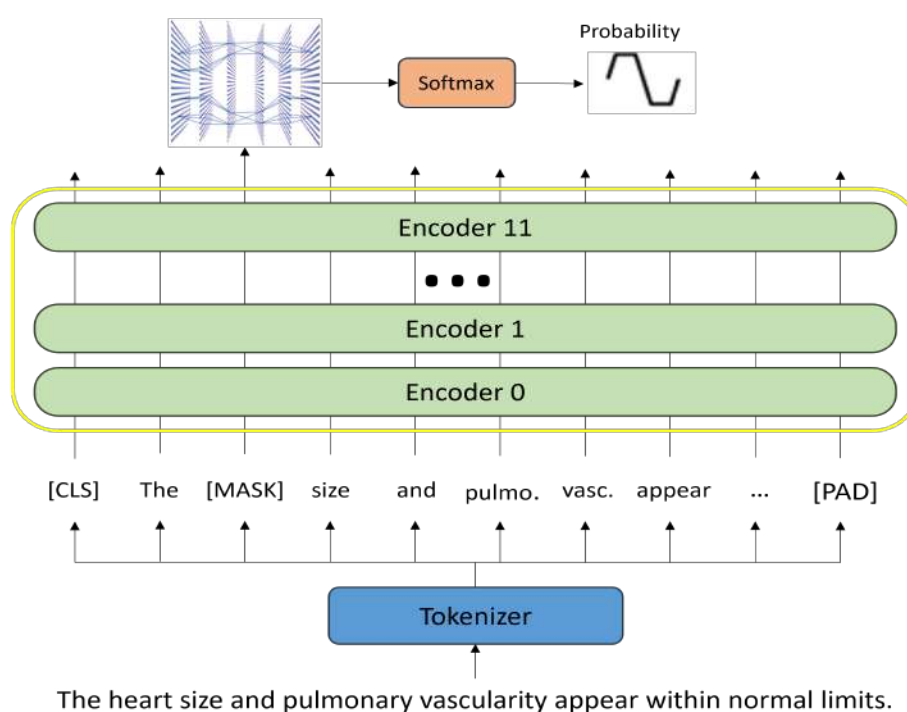 Probability
Softmax
Encoder 11
...
Encoder 1
Encoder 0
[CLS] The [MASK] size and pulmo. vasc. appear ... [PAD]
Tokenizer
The heart size and pulmonary vascularity appear within normal limits.